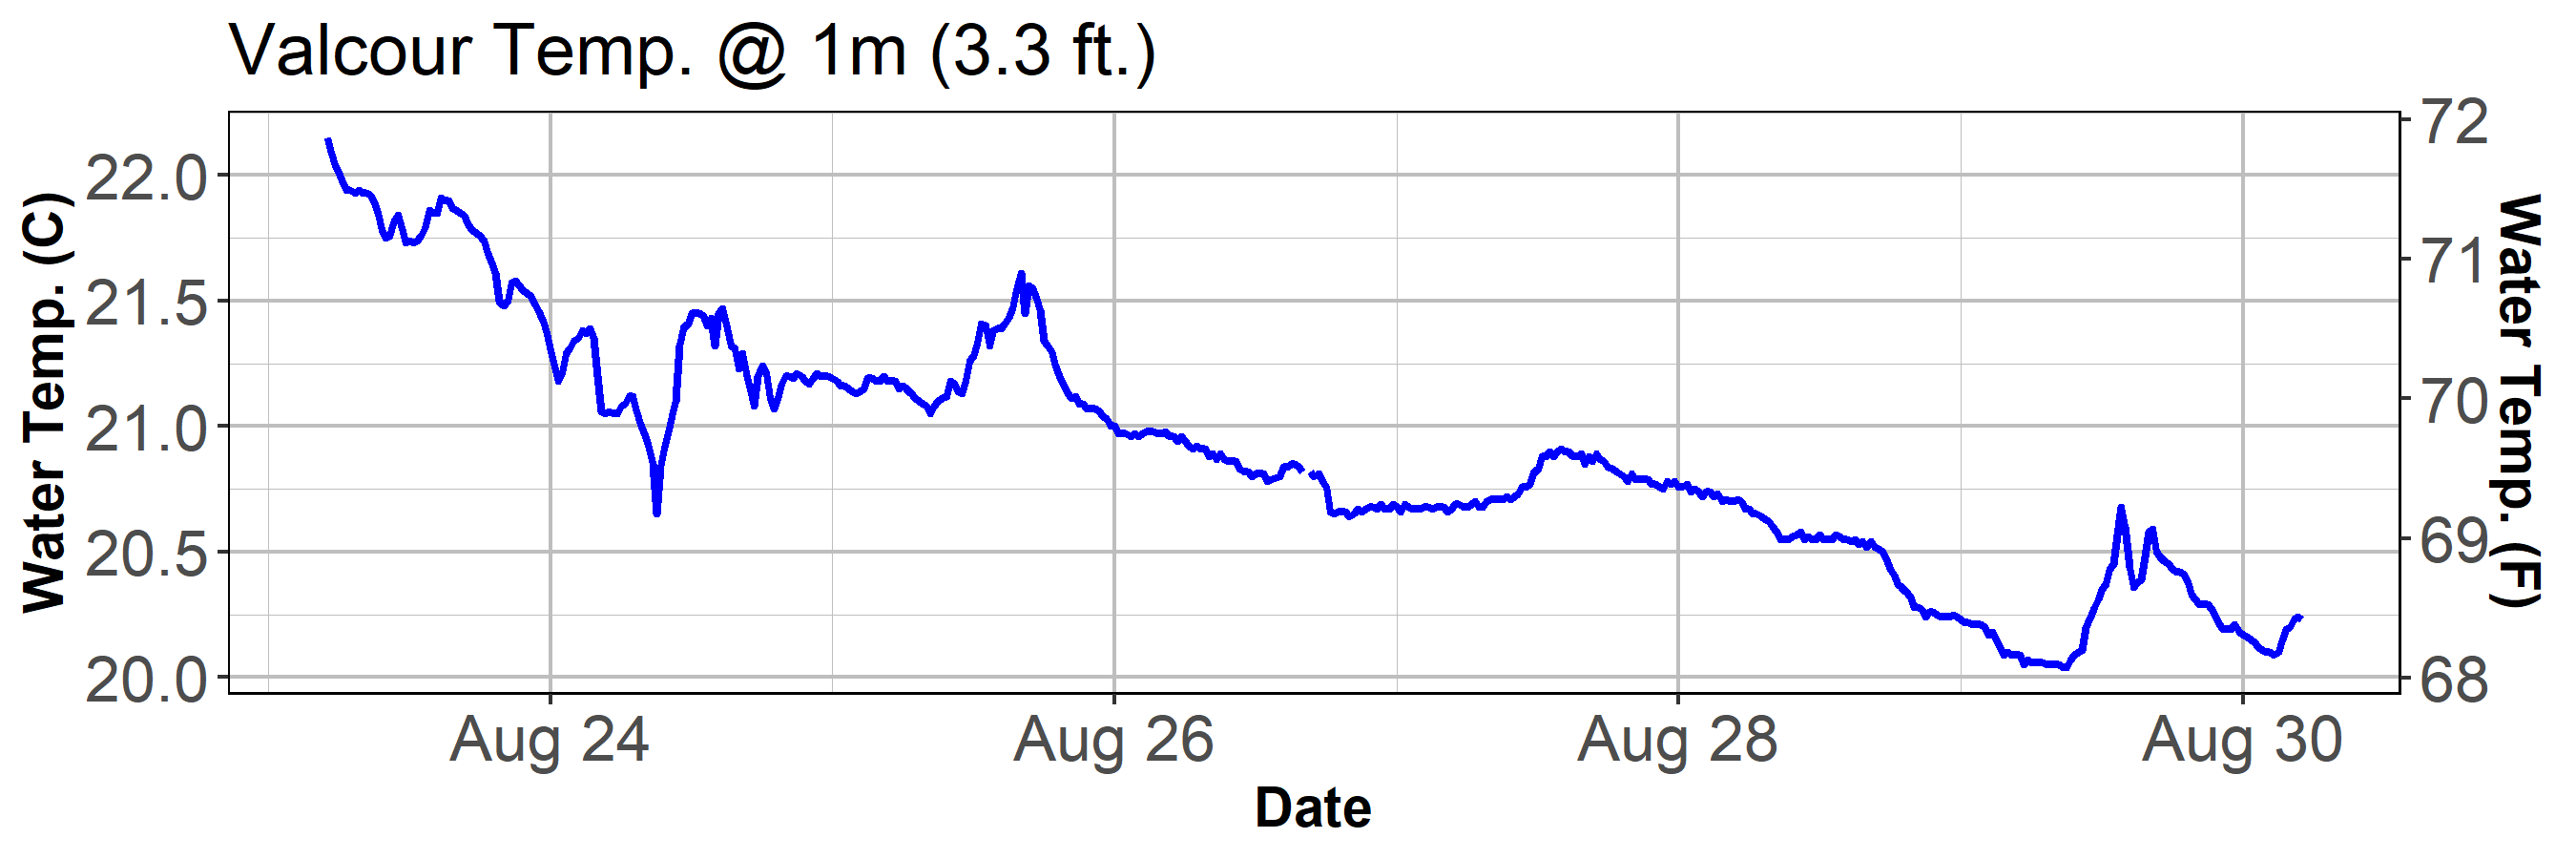 Valcour Temp. @ 1m (3.3 ft.)
Water Temp. (C)
22.0
21.5
21.0
20.5
20.0
72
71
70
69
68
Water Temp. (F)
Aug 24 Aug 26 Aug 28 Aug 30
Date